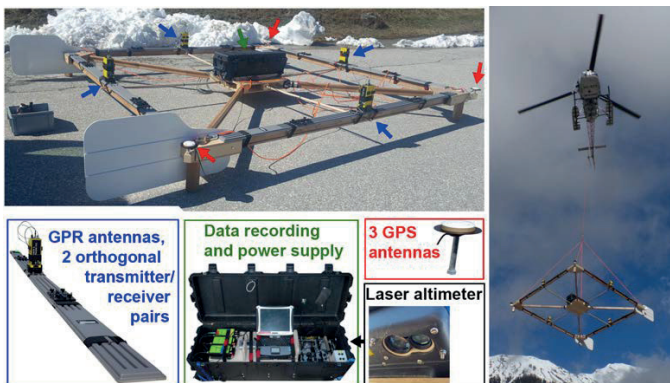 GPR antennas,
2 orthogonal
transmitter/
receiver
pairs
Data recording
and power supply
3 GPS
antennas
Laser altimeter